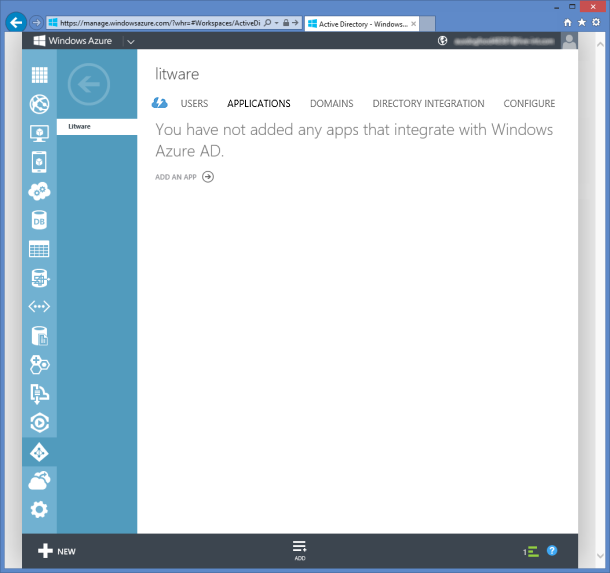 https://manage.windowsazure.com/?whr=#Workspaces/ActiveDi
Active Directory - Windows...
Windows Azure
litware
USERS APPLICATIONS DOMAINS DIRECTORY INTEGRATION CONFIGURE
Litware
You have not added any apps that integrate with Windows
Azure AD.
ADD AN APP
DB
NEW
ADD
1
?